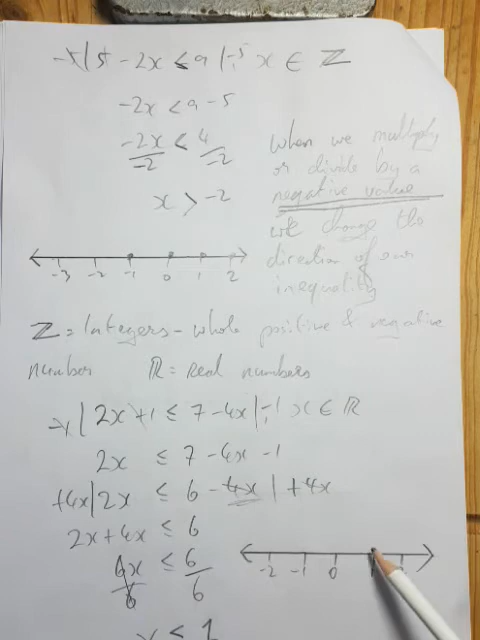 -5 | 5 - 2x < 9 | -5 x ∈ ℤ
-2x < 9 - 5
-2x/-2 < 4/-2
x > -2
When we multiply
or divide by a
negative value
we change the
direction of our
inequality
-3 -2 -1 0 1 2
ℤ = Integers - whole positive & negative
number ℝ = Real numbers
-1 | 2x + 1 ≤ 7 - 4x | -1 x ∈ ℝ
2x ≤ 7 - 4x - 1
+4x | 2x ≤ 6 - 4x | +4x
2x + 4x ≤ 6
6x/6 ≤ 6/6
-2 -1 0
x ≤ 1